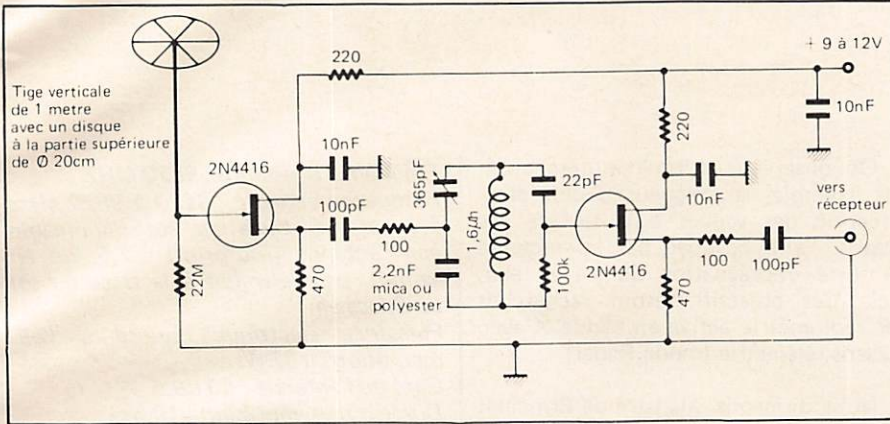 Tige verticale
de 1 metre
avec un disque
à la partie supérieure
de Ø 20cm
220
+ 9 à 12V
10nF
220
2N4416
10nF
365pF
22pF
10nF
vers
récepteur
100pF
100
1,6µh
100
100pF
22M
470
2,2nF
mica ou
polyester
100k
2N4416
470